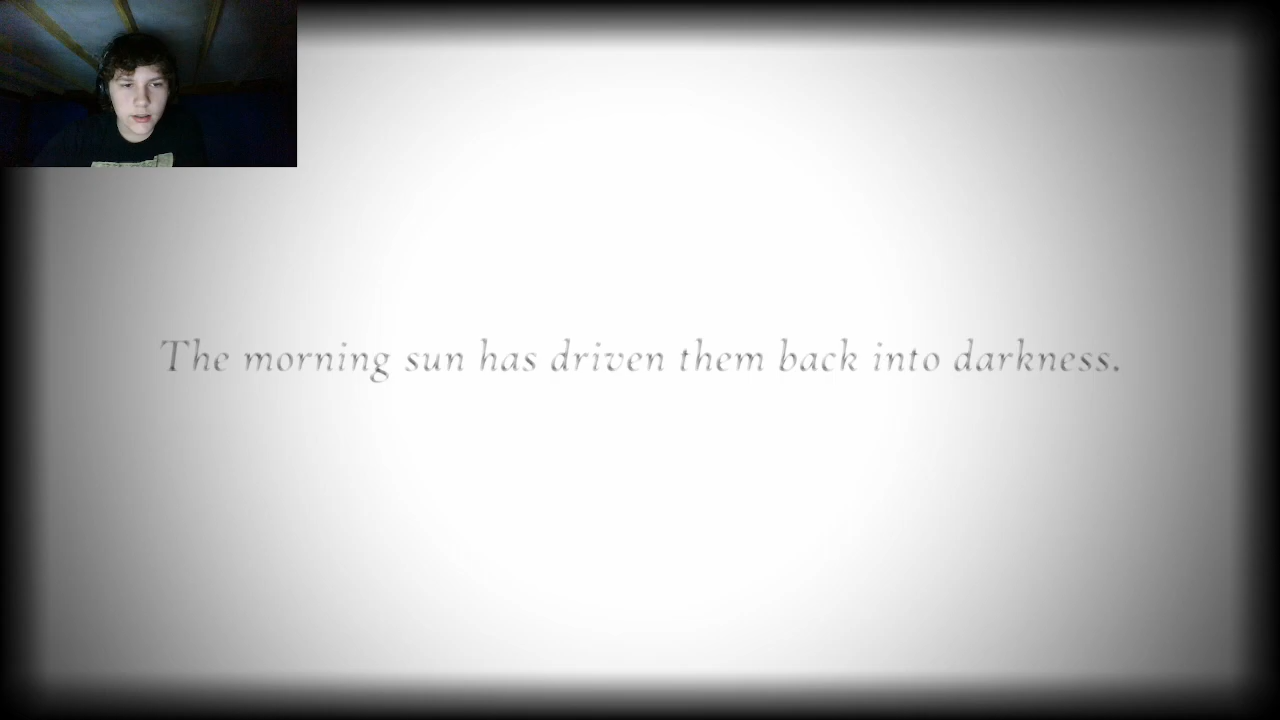 The morning sun has driven them back into darkness.